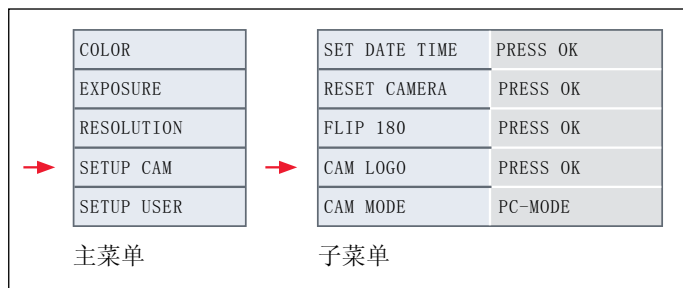 COLOR
EXPOSURE
RESOLUTION
SETUP CAM
SETUP USER
主菜单
SET DATE TIME PRESS OK
RESET CAMERA PRESS OK
FLIP 180 PRESS OK
CAM LOGO PRESS OK
CAM MODE PC-MODE
子菜单